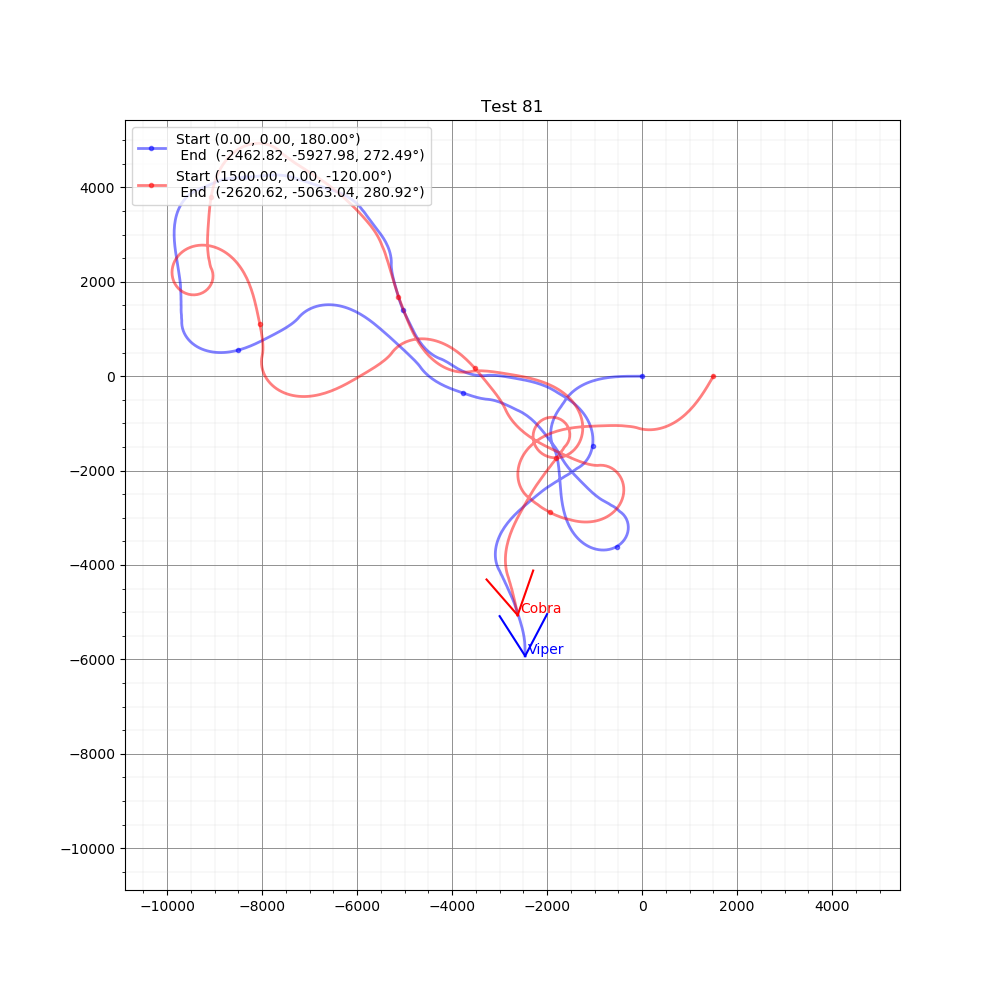 Test 81
Start (0.00, 0.00, 180.00°)
End  (-2462.82, -5927.98, 272.49°)
Start (1500.00, 0.00, -120.00°)
End  (-2620.62, -5063.04, 280.92°)
4000
2000
0
−2000
−4000
−6000
−8000
−10000
Cobra
Viper
−10000 −8000 −6000 −4000 −2000 0 2000 4000